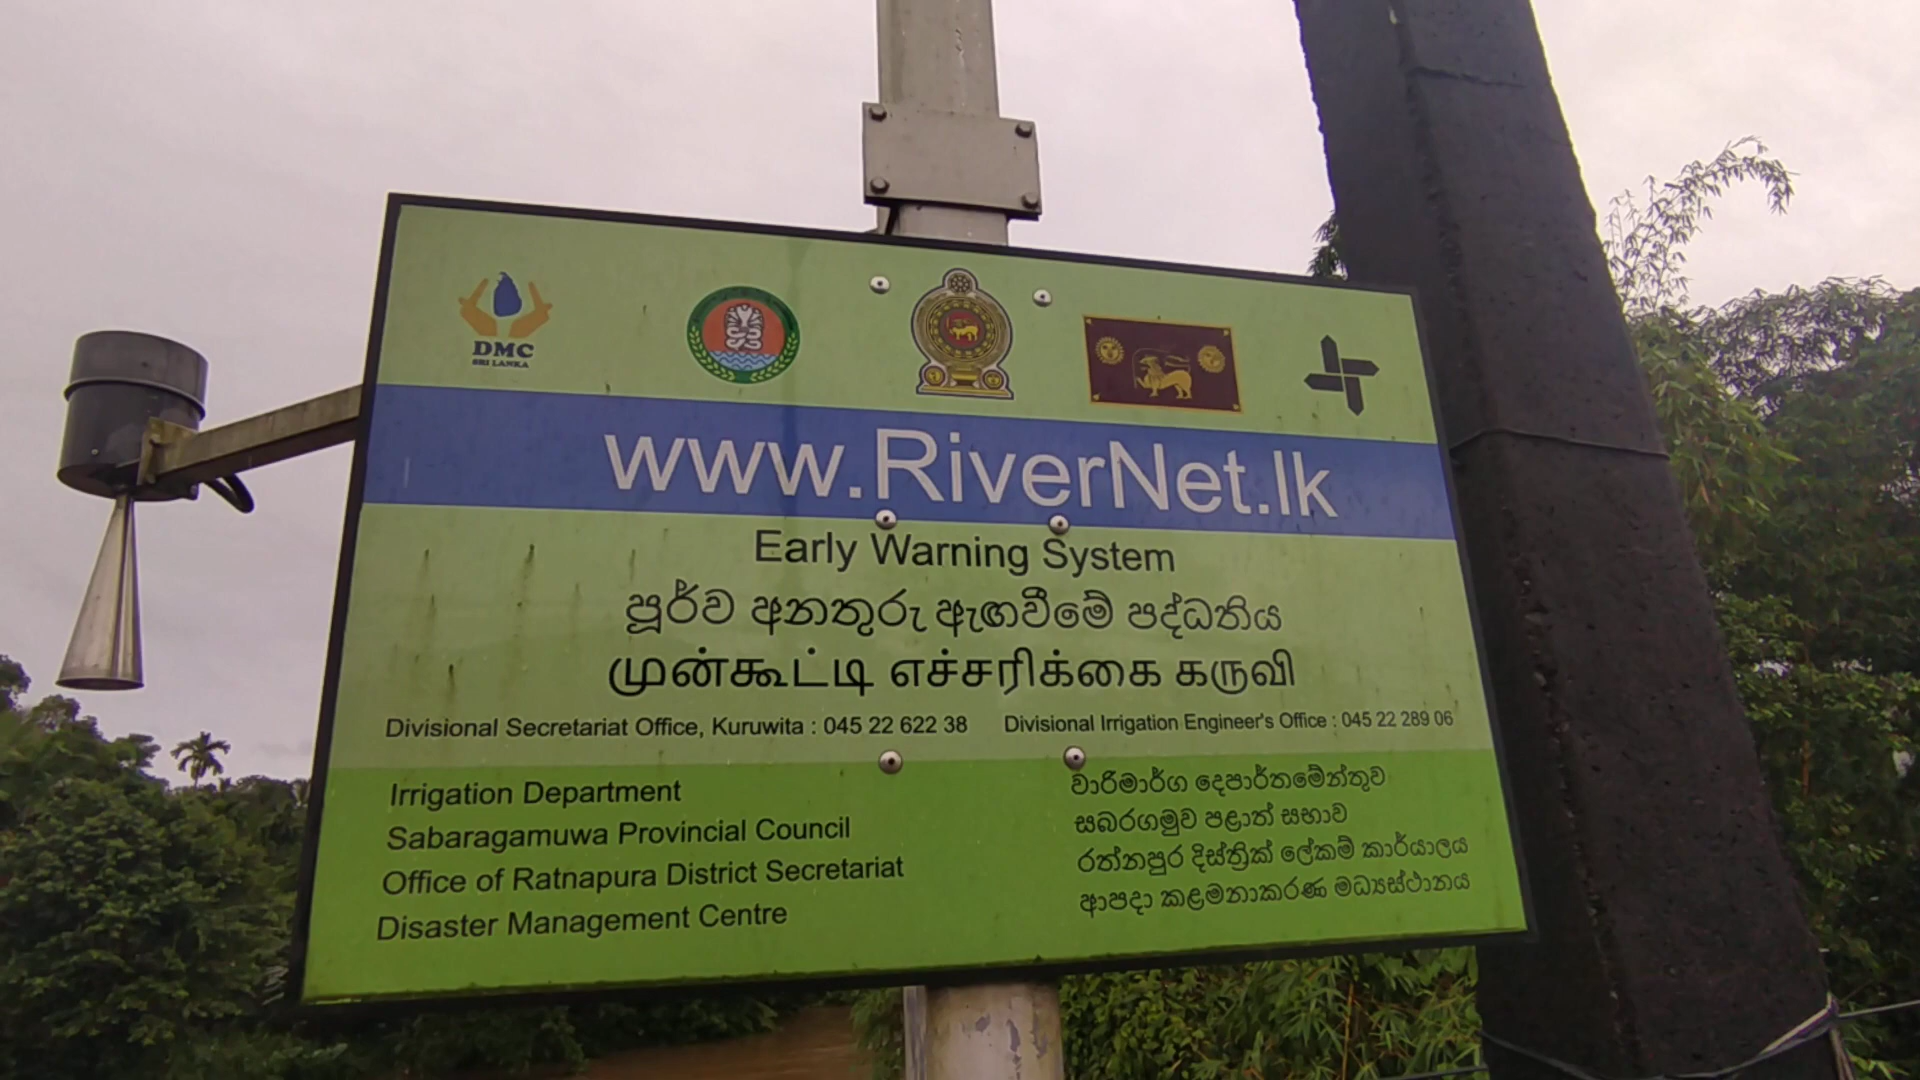 DMC
SRI LANKA
www.RiverNet.lk
Early Warning System
පූර්ව අනතුරු ඇඟවීමේ පද්ධතිය
முன்கூட்டி எச்சரிக்கை கருவி
Divisional Secretariat Office, Kuruwita : 045 22 622 38
Divisional Irrigation Engineer's Office : 045 22 289 06
Irrigation Department
Sabaragamuwa Provincial Council
Office of Ratnapura District Secretariat
Disaster Management Centre
වාරිමාර්ග දෙපාර්තමේන්තුව
සබරගමුව පළාත් සභාව
රත්නපුර දිස්ත්‍රික් ලේකම් කාර්යාලය
ආපදා කළමනාකරණ මධ්‍යස්ථානය